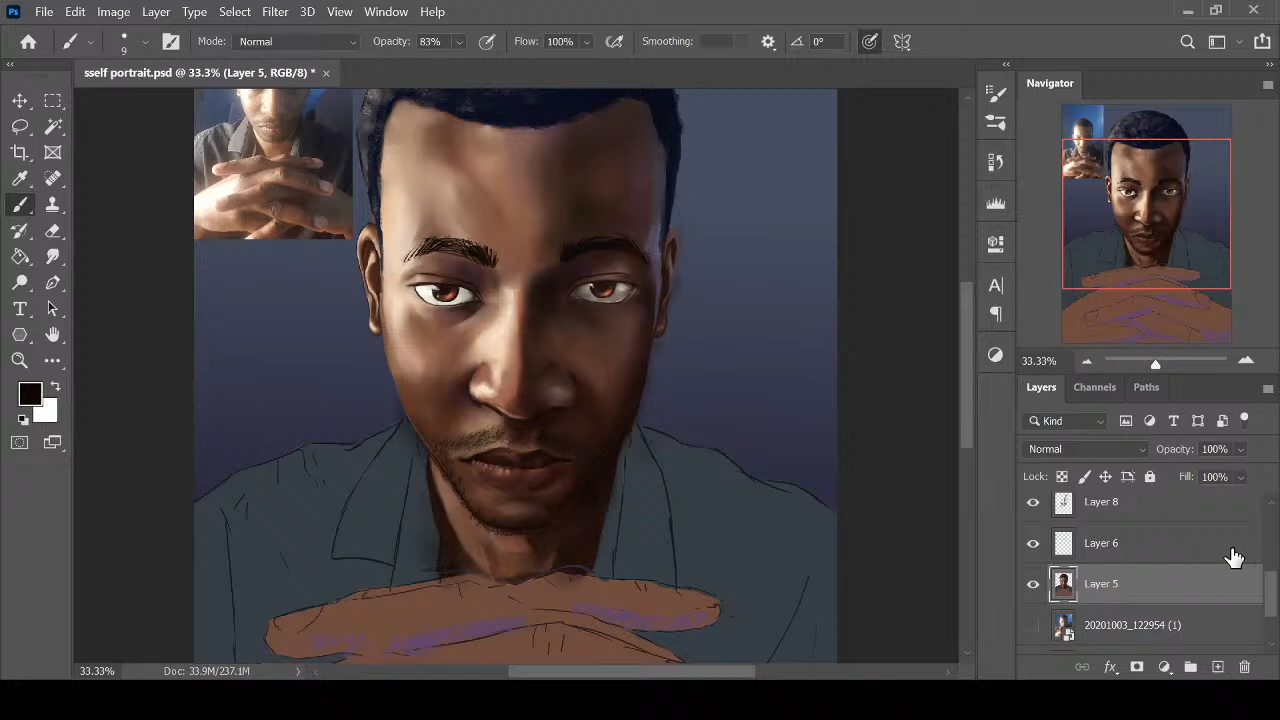 Ps File Edit Image Layer Type Select Filter 3D View Window Help
9 Mode: Normal Opacity: 83% Flow: 100% Smoothing: 0°
sself portrait.psd @ 33.3% (Layer 5, RGB/8) *
Navigator
33.33%
Layers Channels Paths
Kind
Normal Opacity: 100%
Lock: Fill: 100%
Layer 8
Layer 6
Layer 5
20201003_122954 (1)
33.33% Doc: 33.9M/237.1M